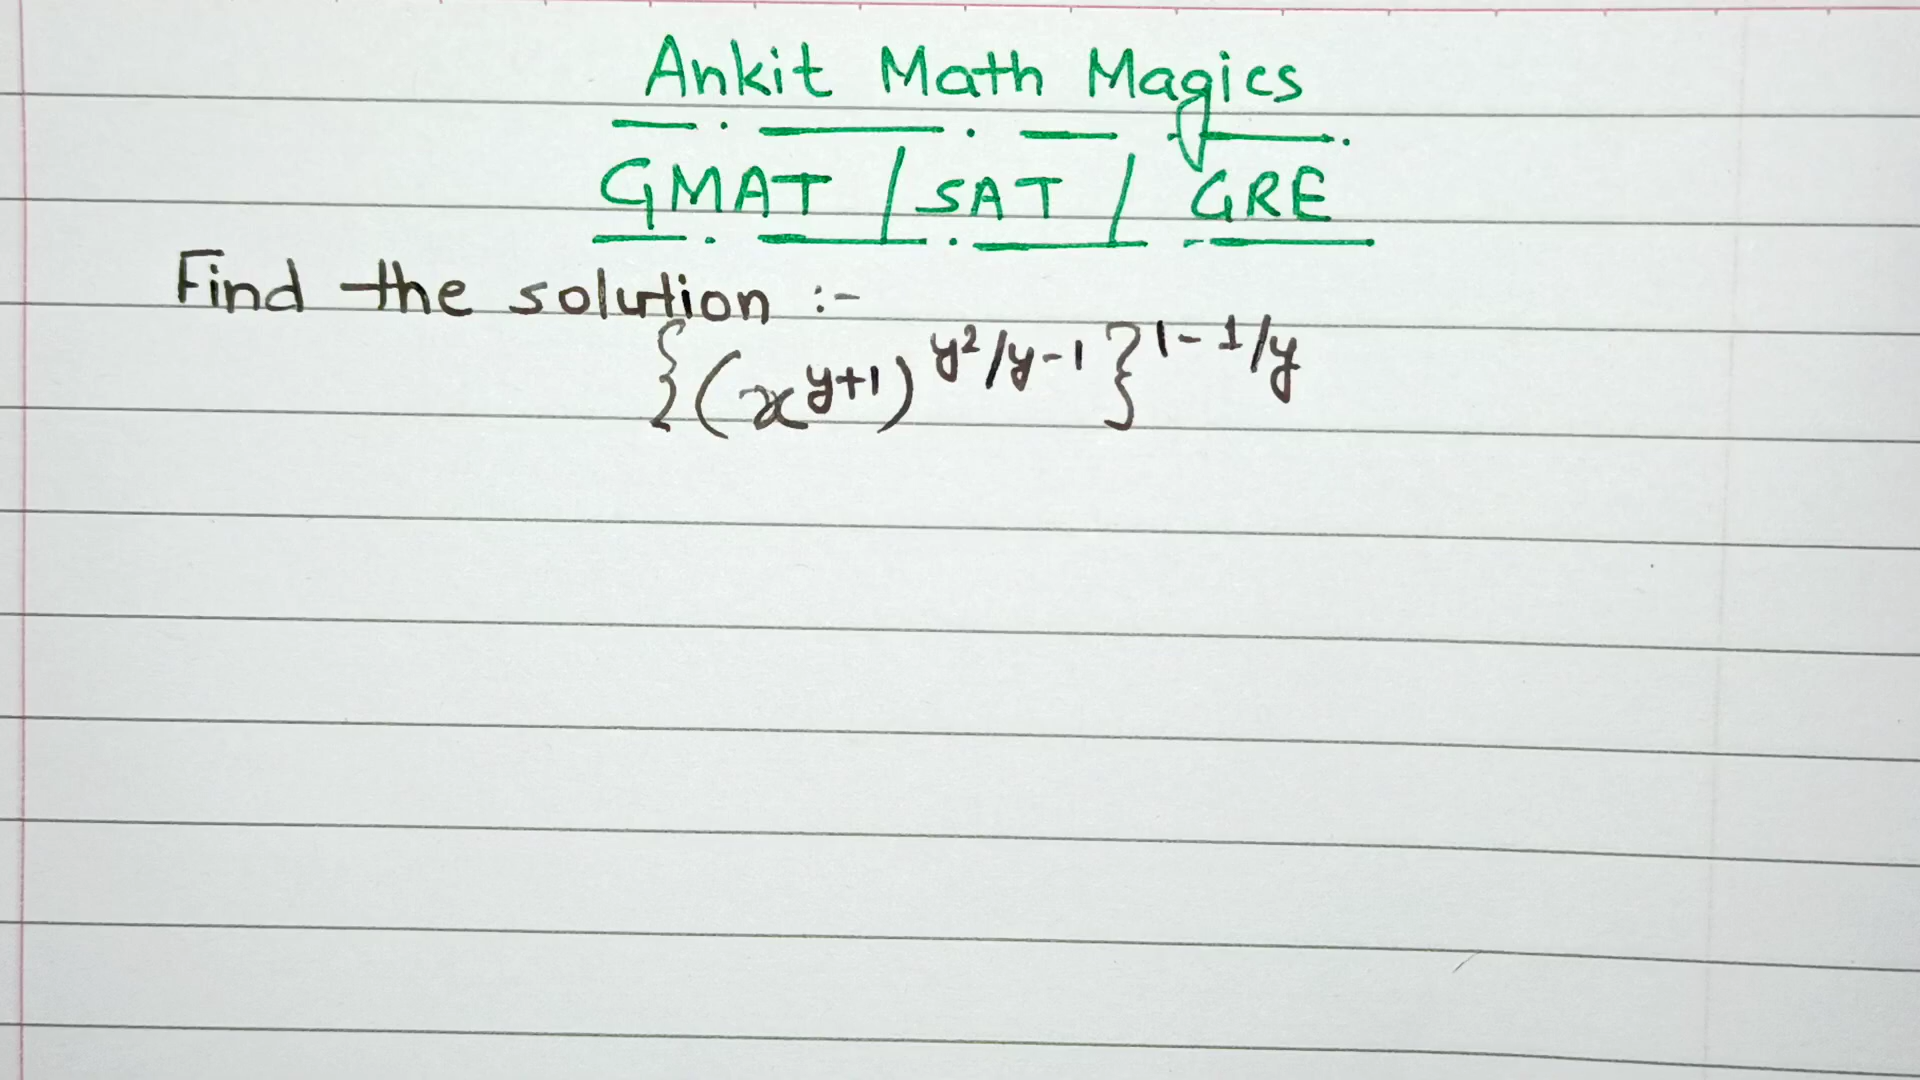 Ankit Math Magics
GMAT / SAT / GRE
Find the solution :-
{(x^{y+1})^{y²/y-1}}^{1-1/y}